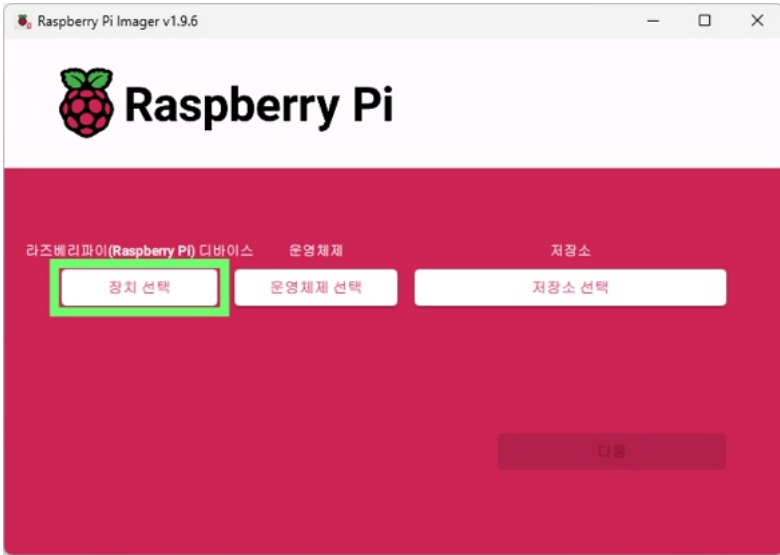 Raspberry Pi Imager v1.9.6
Raspberry Pi
라즈베리파이(Raspberry Pi) 디바이스 운영체제 저장소
장치 선택 운영체제 선택 저장소 선택
다음